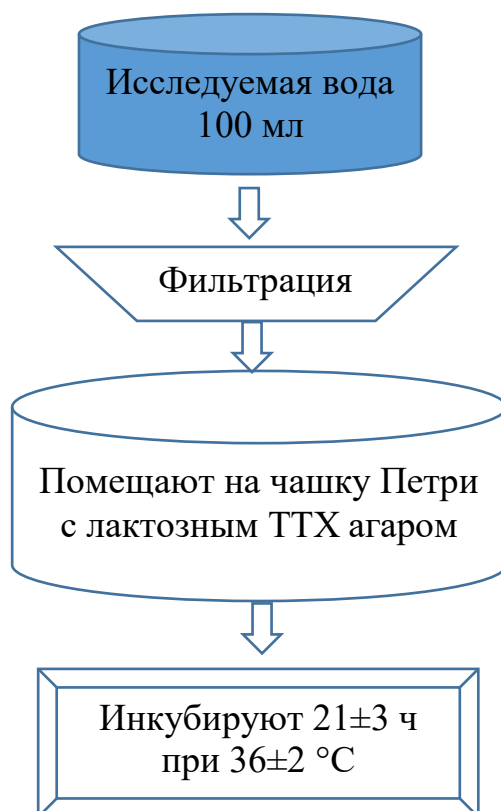 Исследуемая вода
100 мл
Фильтрация
Помещают на чашку Петри
с лактозным ТТХ агаром
Инкубируют 21±3 ч
при 36±2 °С